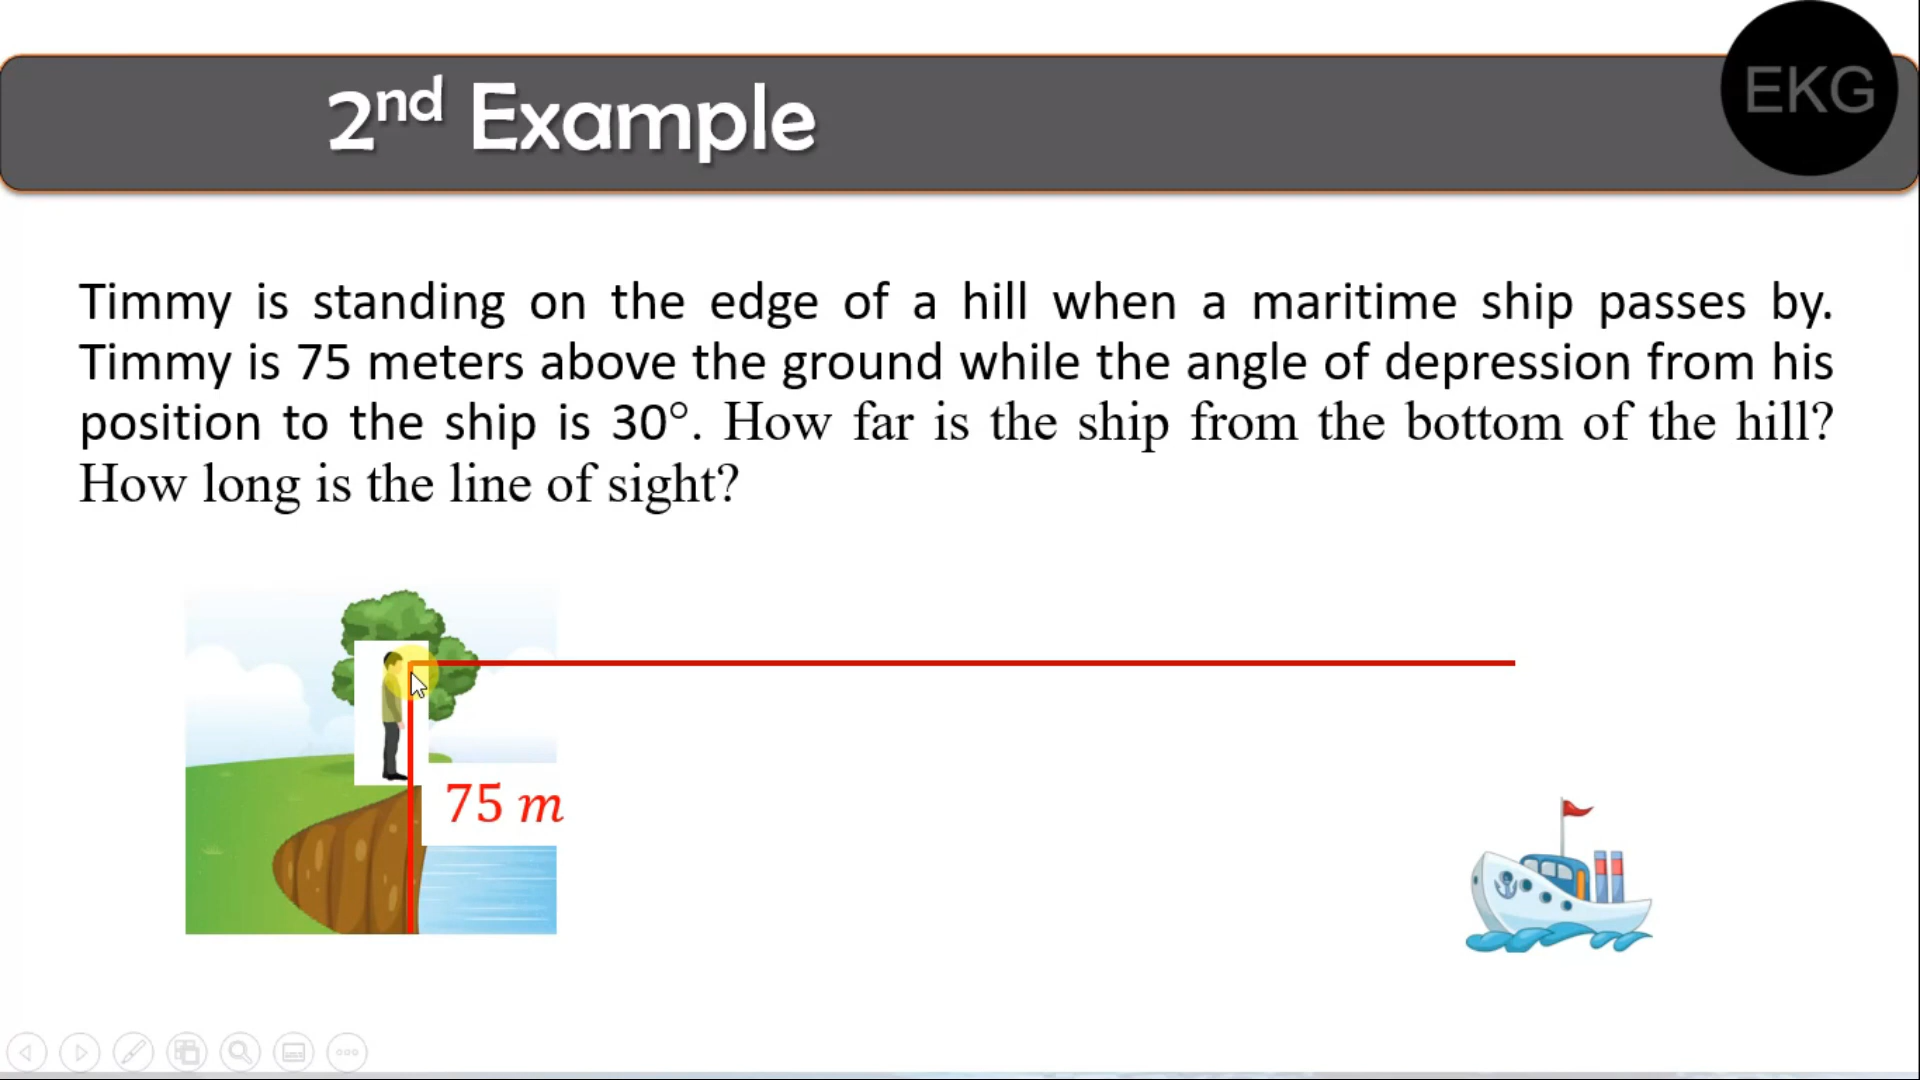 EKG
2nd Example
Timmy is standing on the edge of a hill when a maritime ship passes by.
Timmy is 75 meters above the ground while the angle of depression from his
position to the ship is 30°. How far is the ship from the bottom of the hill?
How long is the line of sight?
75 m